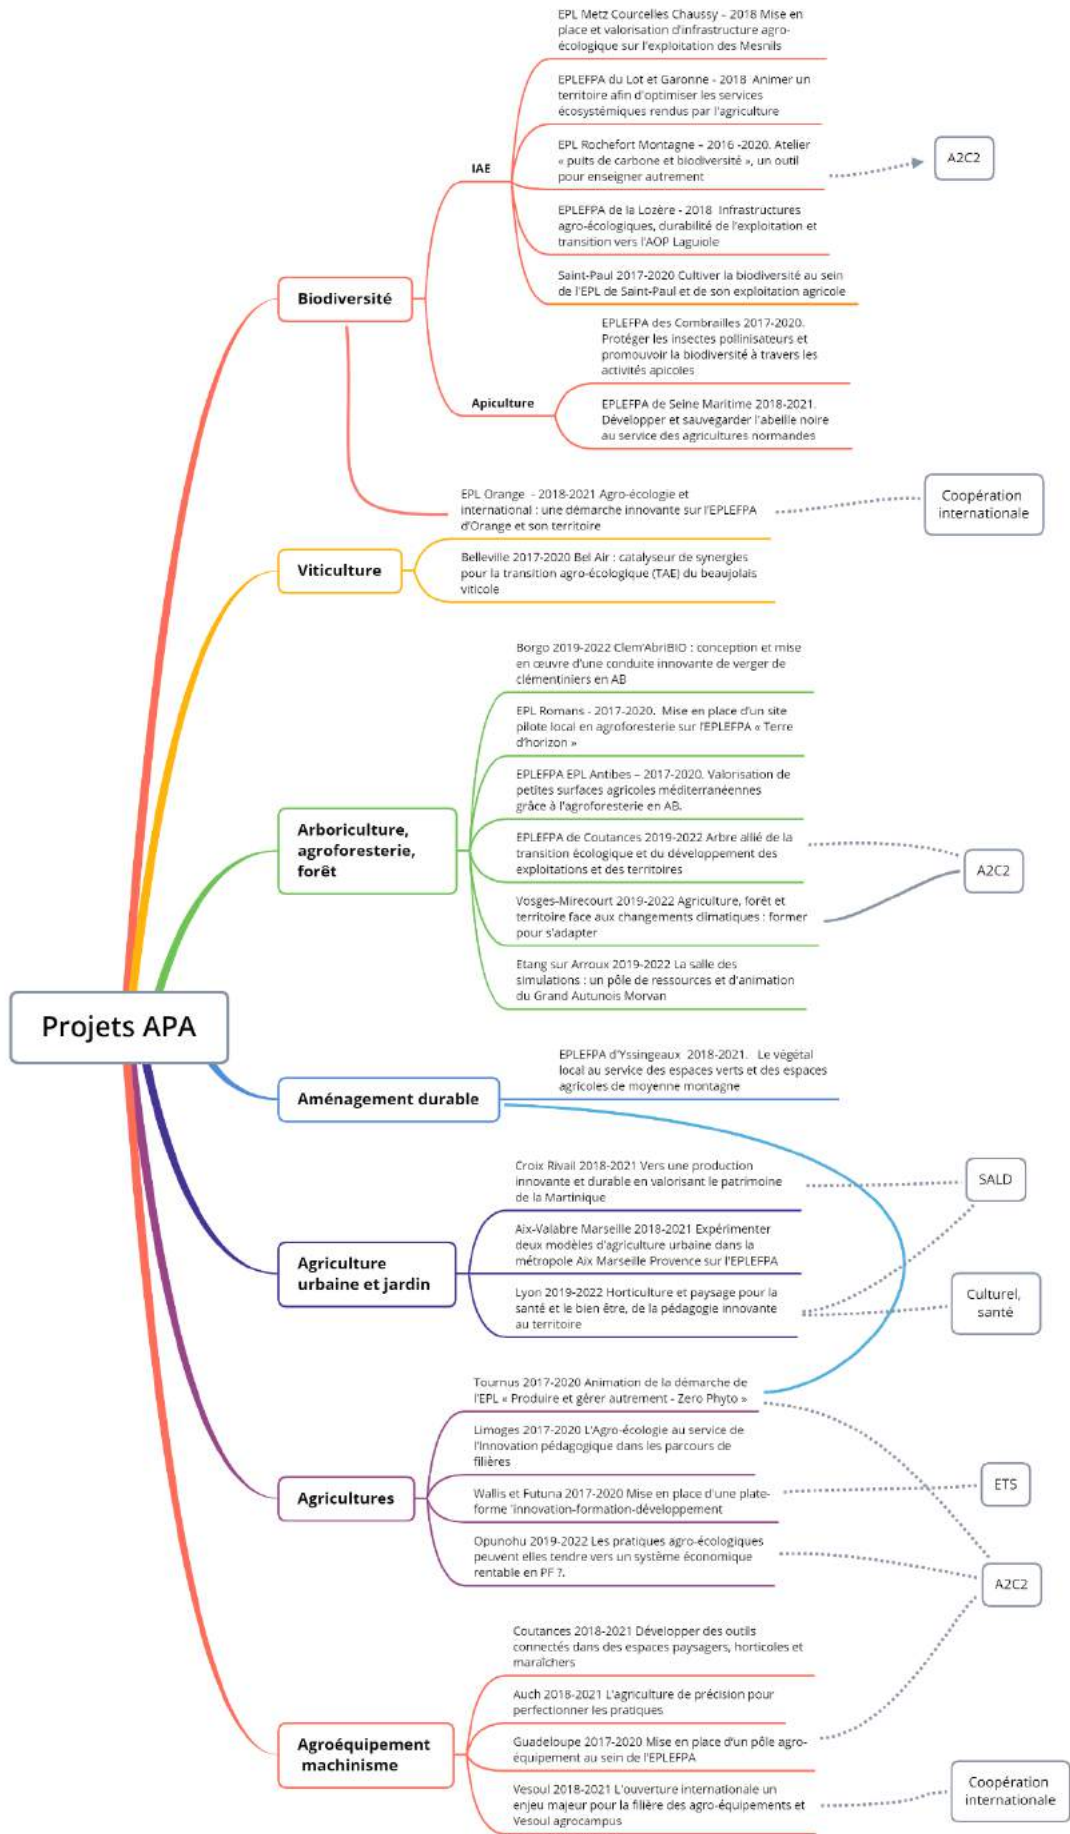 EPL Metz Courcelles Chaussy – 2018 Mise en
place et valorisation d'infrastructure agro-
écologique sur l'exploitation des Mesnils
EPLEFPA du Lot et Garonne - 2018 Animer un
territoire afin d'optimiser les services
écosystémiques rendus par l'agriculture
EPL Rochefort Montagne – 2016 -2020. Atelier
« puits de carbone et biodiversité », un outil
pour enseigner autrement
A2C2
IAE
EPLEFPA de la Lozère - 2018 Infrastructures
agro-écologiques, durabilité de l'exploitation et
transition vers l'AOP Laguiole
Saint-Paul 2017-2020 Cultiver la biodiversité au sein
de l'EPL de Saint-Paul et de son exploitation agricole
Biodiversité
EPLEFPA des Combrailles 2017-2020.
Protéger les insectes pollinisateurs et
promouvoir la biodiversité à travers les
activités apicoles
Apiculture
EPLEFPA de Seine Maritime 2018-2021.
Développer et sauvegarder l'abeille noire
au service des agricultures normandes
EPL Orange - 2018-2021 Agro-écologie et
international : une démarche innovante sur l'EPLEFPA
d'Orange et son territoire
Coopération
internationale
Viticulture
Belleville 2017-2020 Bel Air : catalyseur de synergies
pour la transition agro-écologique (TAE) du beaujolais
viticole
Borgo 2019-2022 Clem'AbriBIO : conception et mise
en œuvre d'une conduite innovante de verger de
clémentiniers en AB
EPL Romans - 2017-2020. Mise en place d'un site
pilote local en agroforesterie sur l'EPLEFPA « Terre
d'horizon »
EPLEFPA EPL Antibes – 2017-2020. Valorisation de
petites surfaces agricoles méditerranéennes
grâce à l'agroforesterie en AB.
Arboriculture,
agroforesterie,
forêt
EPLEFPA de Coutances 2019-2022 Arbre allié de la
transition écologique et du développement des
exploitations et des territoires
A2C2
Vosges-Mirecourt 2019-2022 Agriculture, forêt et
territoire face aux changements climatiques : former
pour s'adapter
Etang sur Arroux 2019-2022 La salle des
simulations : un pôle de ressources et d'animation
du Grand Autunois Morvan
Projets APA
EPLEFPA d'Yssingeaux 2018-2021. Le végétal
local au service des espaces verts et des espaces
agricoles de moyenne montagne
Aménagement durable
Croix Rivail 2018-2021 Vers une production
innovante et durable en valorisant le patrimoine
de la Martinique
SALD
Aix-Valabre Marseille 2018-2021 Expérimenter
deux modèles d'agriculture urbaine dans la
métropole Aix Marseille Provence sur l'EPLEFPA
Agriculture
urbaine et jardin
Lyon 2019-2022 Horticulture et paysage pour la
santé et le bien être, de la pédagogie innovante
au territoire
Culturel,
santé
Tournus 2017-2020 Animation de la démarche de
l'EPL « Produire et gérer autrement - Zero Phyto »
Limoges 2017-2020 L'Agro-écologie au service de
l'Innovation pédagogique dans les parcours de
filières
Agricultures
Wallis et Futuna 2017-2020 Mise en place d'une plate-
forme 'innovation-formation-développement
ETS
Opunohu 2019-2022 Les pratiques agro-écologiques
peuvent elles tendre vers un système économique
rentable en PF ?.
A2C2
Coutances 2018-2021 Développer des outils
connectés dans des espaces paysagers, horticoles et
maraîchers
Auch 2018-2021 L'agriculture de précision pour
perfectionner les pratiques
Agroéquipement
machinisme
Guadeloupe 2017-2020 Mise en place d'un pôle agro-
équipement au sein de l'EPLEFPA
Vesoul 2018-2021 L'ouverture internationale un
enjeu majeur pour la filière des agro-équipements et
Vesoul agrocampus
Coopération
internationale